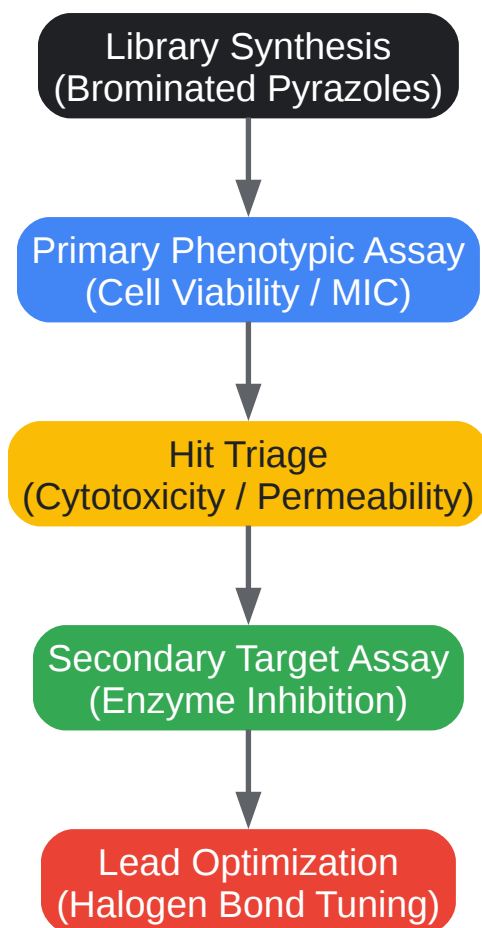 Library Synthesis
(Brominated Pyrazoles)
Primary Phenotypic Assay
(Cell Viability / MIC)
Hit Triage
(Cytotoxicity / Permeability)
Secondary Target Assay
(Enzyme Inhibition)
Lead Optimization
(Halogen Bond Tuning)